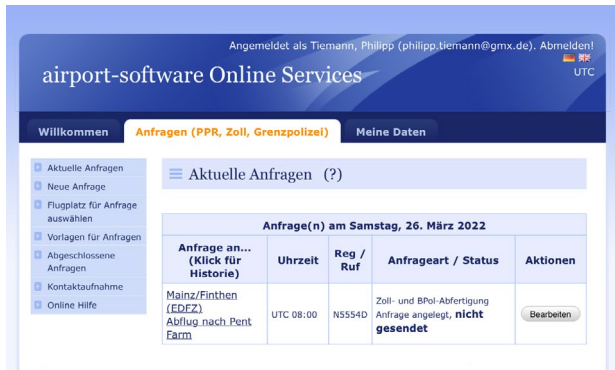 Angemeldet als Tiemann, Philipp (philipp.tiemann@gmx.de). Abmelden!
airport-software Online Services
UTC
Willkommen
Anfragen (PPR, Zoll, Grenzpolizei)
Meine Daten
Aktuelle Anfragen
Neue Anfrage
Flugplatz für Anfrage
auswählen
Vorlagen für Anfragen
Abgeschlossene
Anfragen
Kontaktaufnahme
Online Hilfe
Aktuelle Anfragen (?)
Anfrage(n) am Samstag, 26. März 2022
Anfrage an...
(Klick für
Historie)
Uhrzeit
Reg /
Ruf
Anfrageart / Status
Aktionen
Mainz/Finthen
(EDFZ)
Abflug nach Pent
Farm
UTC 08:00
N5554D
Zoll- und BPol-Abfertigung
Anfrage angelegt, nicht
gesendet
Bearbeiten